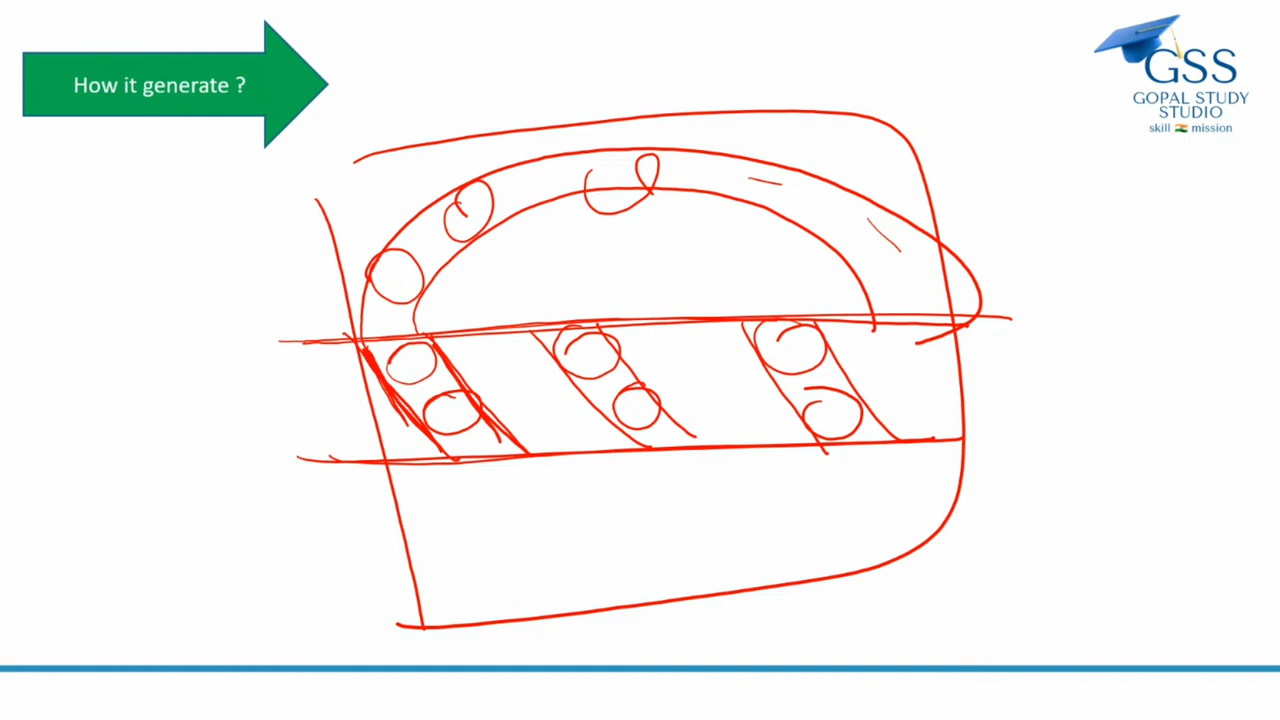 How it generate ?
GSS
GOPAL STUDY
STUDIO
skill 🇮🇳 mission